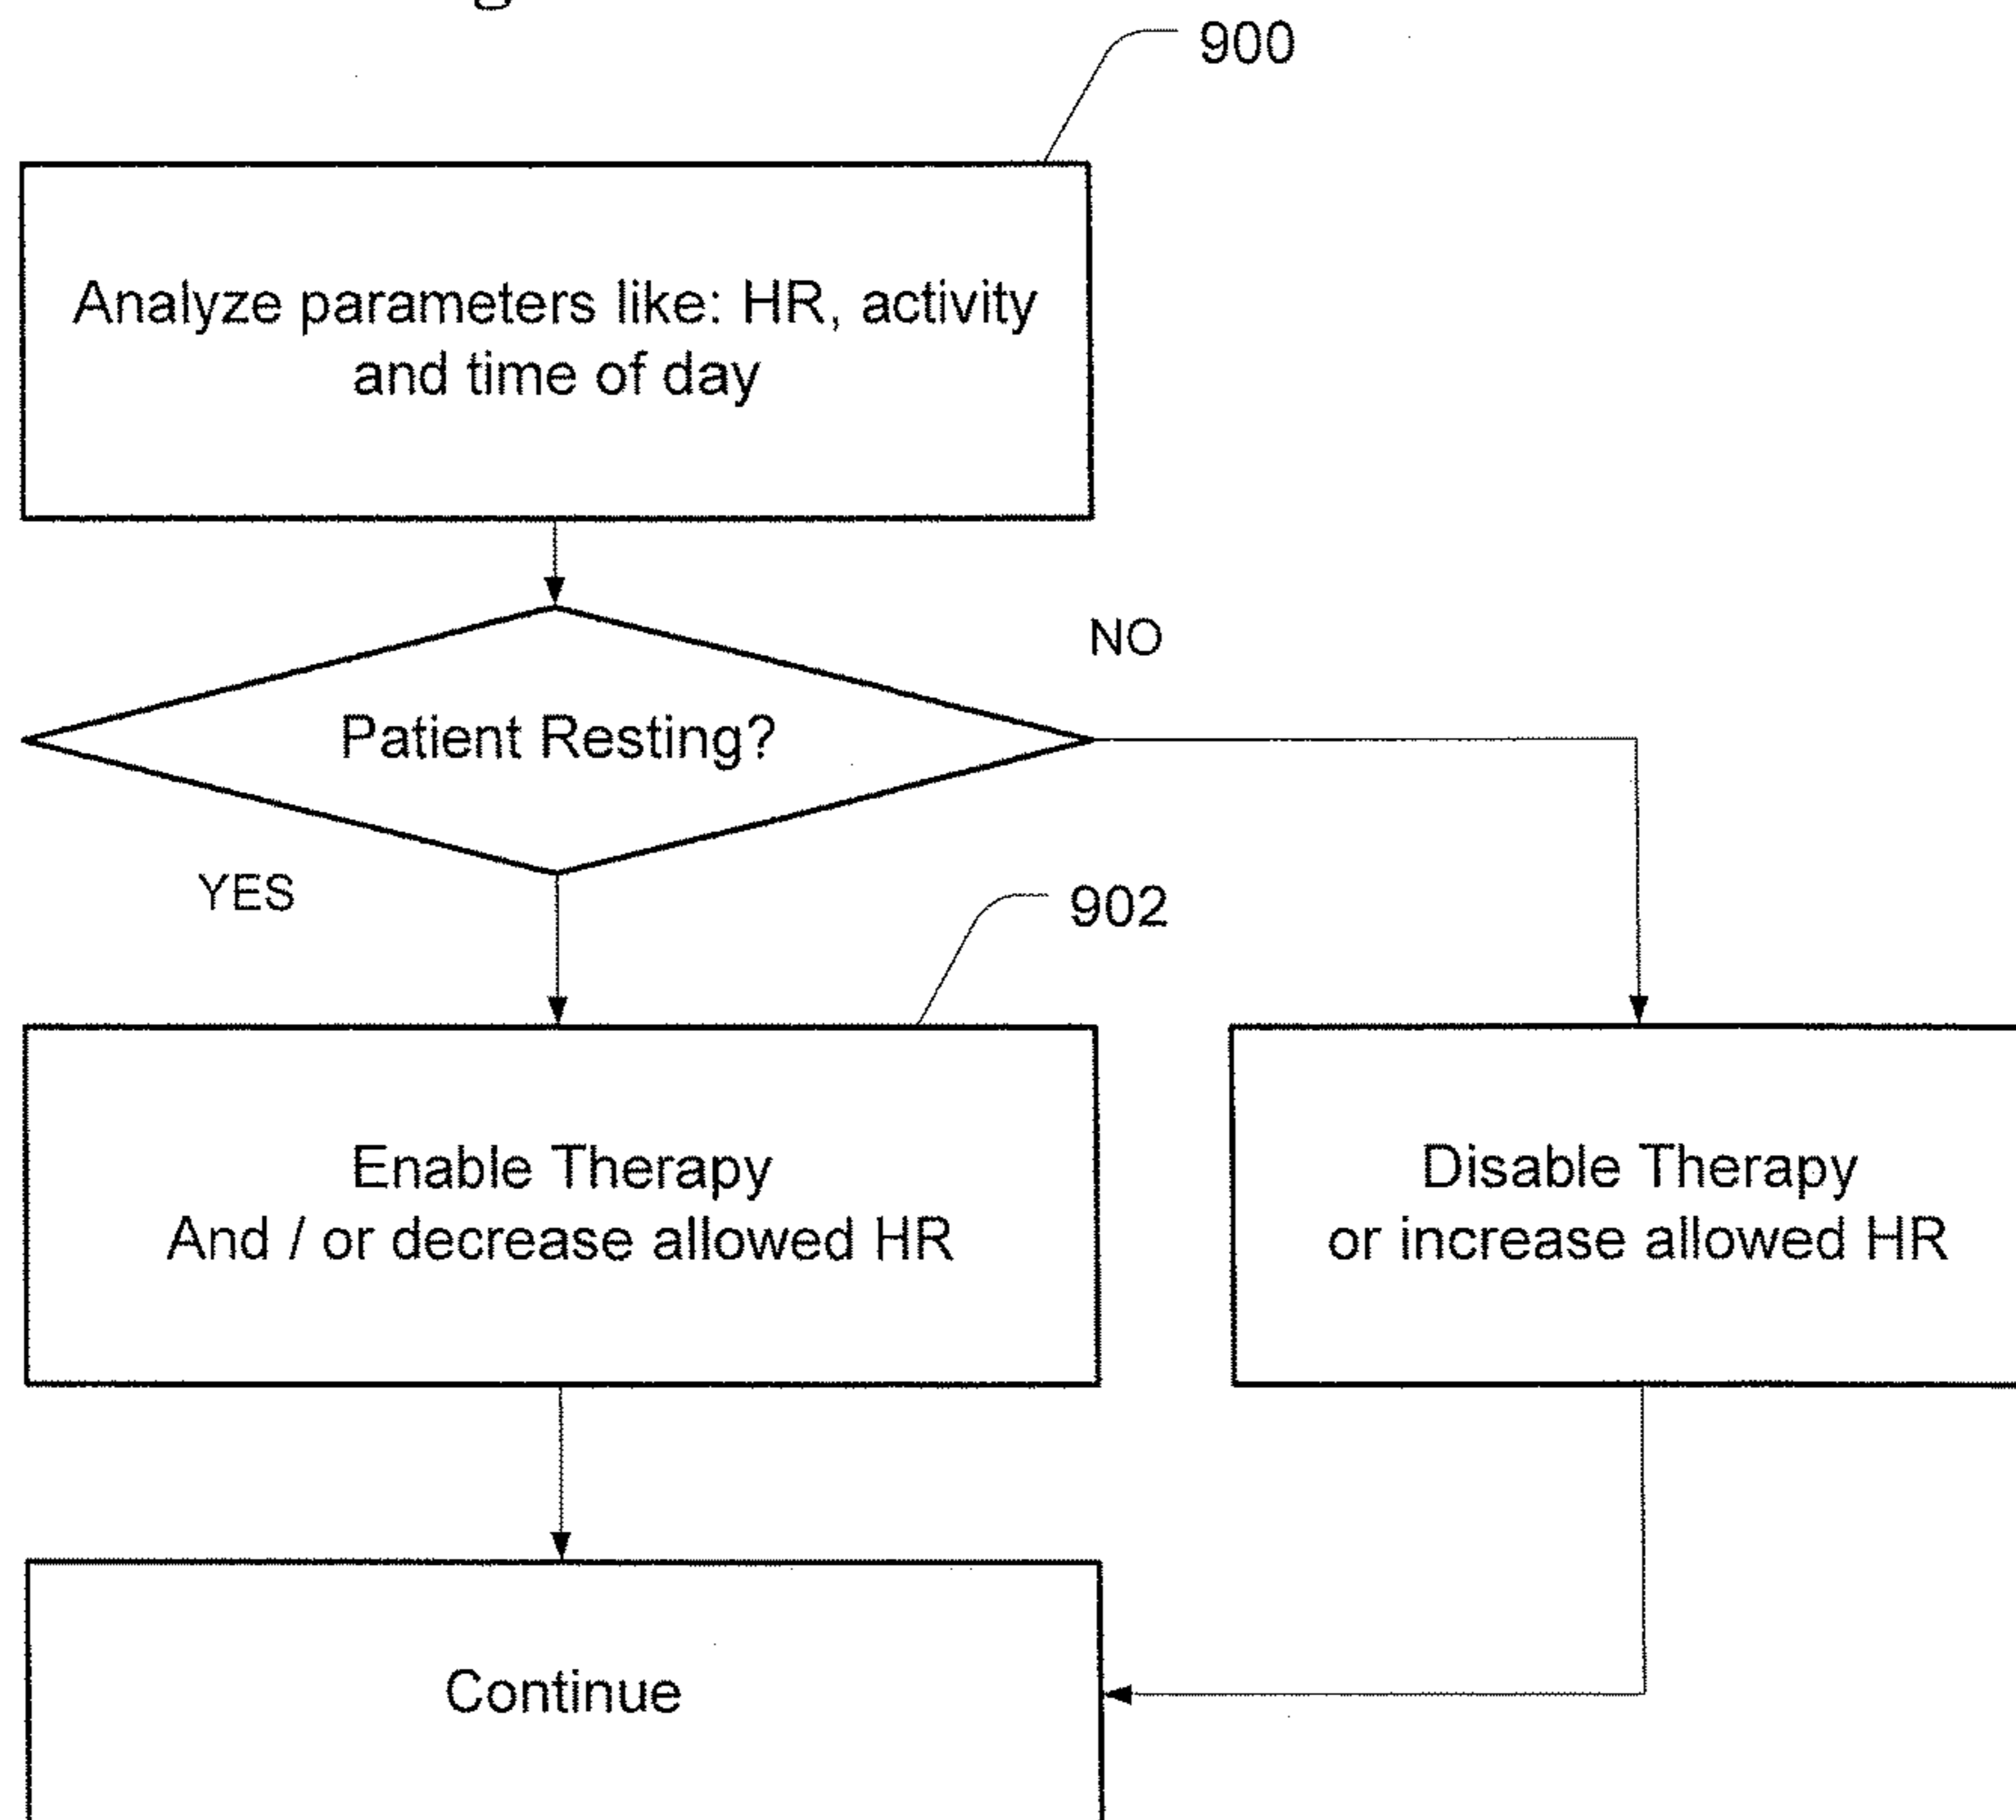 900
Analyze parameters like: HR, activity
and time of day
NO
Patient Resting?
YES
902
Enable Therapy
And / or decrease allowed HR
Disable Therapy
or increase allowed HR
Continue